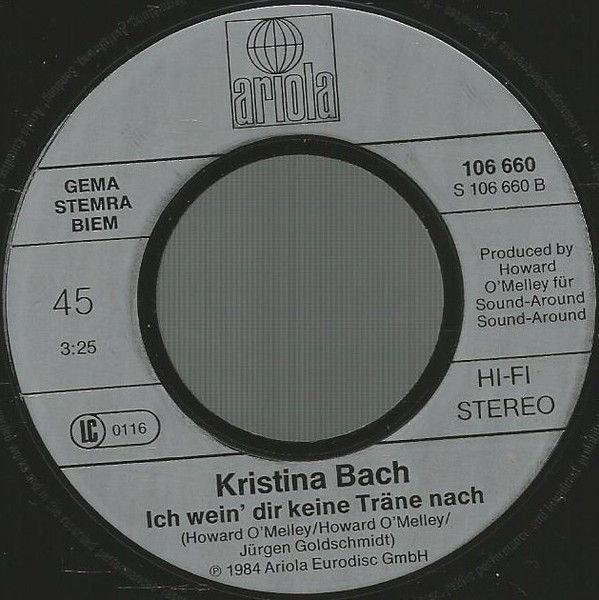 ariola
GEMA
STEMRA
BIEM
106 660
S 106 660 B
45
3:25
Produced by
Howard
O'Melley für
Sound-Around
Sound-Around
LC 0116
HI-FI
STEREO
Kristina Bach
Ich wein' dir keine Träne nach
(Howard O'Melley/Howard O'Melley/
Jürgen Goldschmidt)
℗ 1984 Ariola Eurodisc GmbH